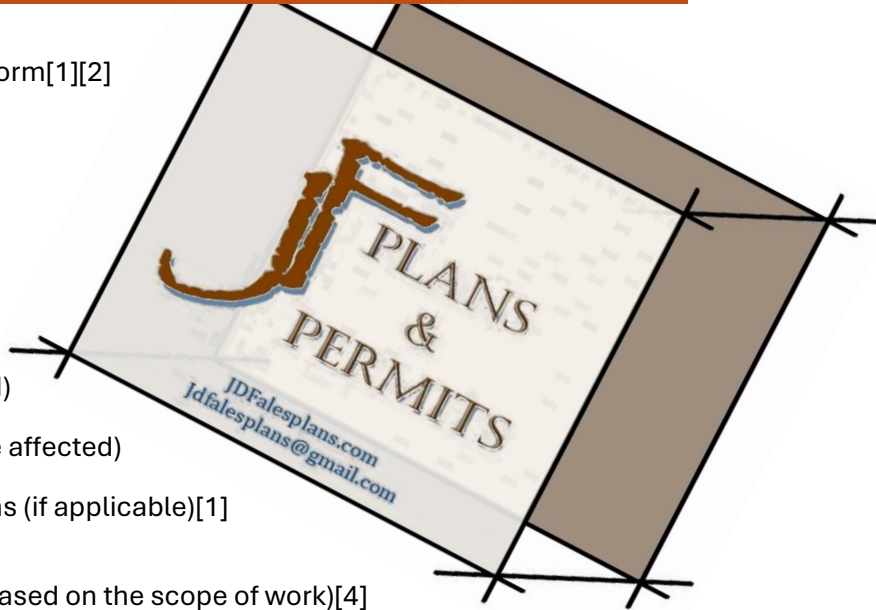 orm[1][2]
JF
PLANS
&
PERMITS
JDFalesplans.com
Jdfalesplans@gmail.com
)
affected)
s (if applicable)[1]
ased on the scope of work)[4]